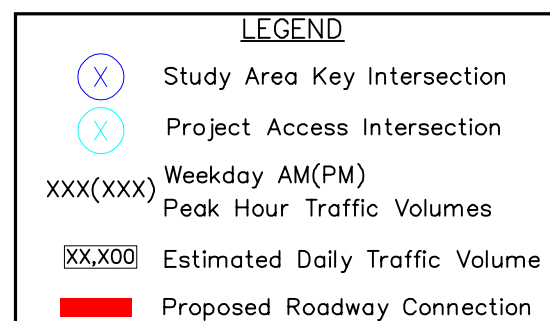 LEGEND
X Study Area Key Intersection
X Project Access Intersection
XXX(XXX) Weekday AM(PM)
Peak Hour Traffic Volumes
XX,X00 Estimated Daily Traffic Volume
Proposed Roadway Connection